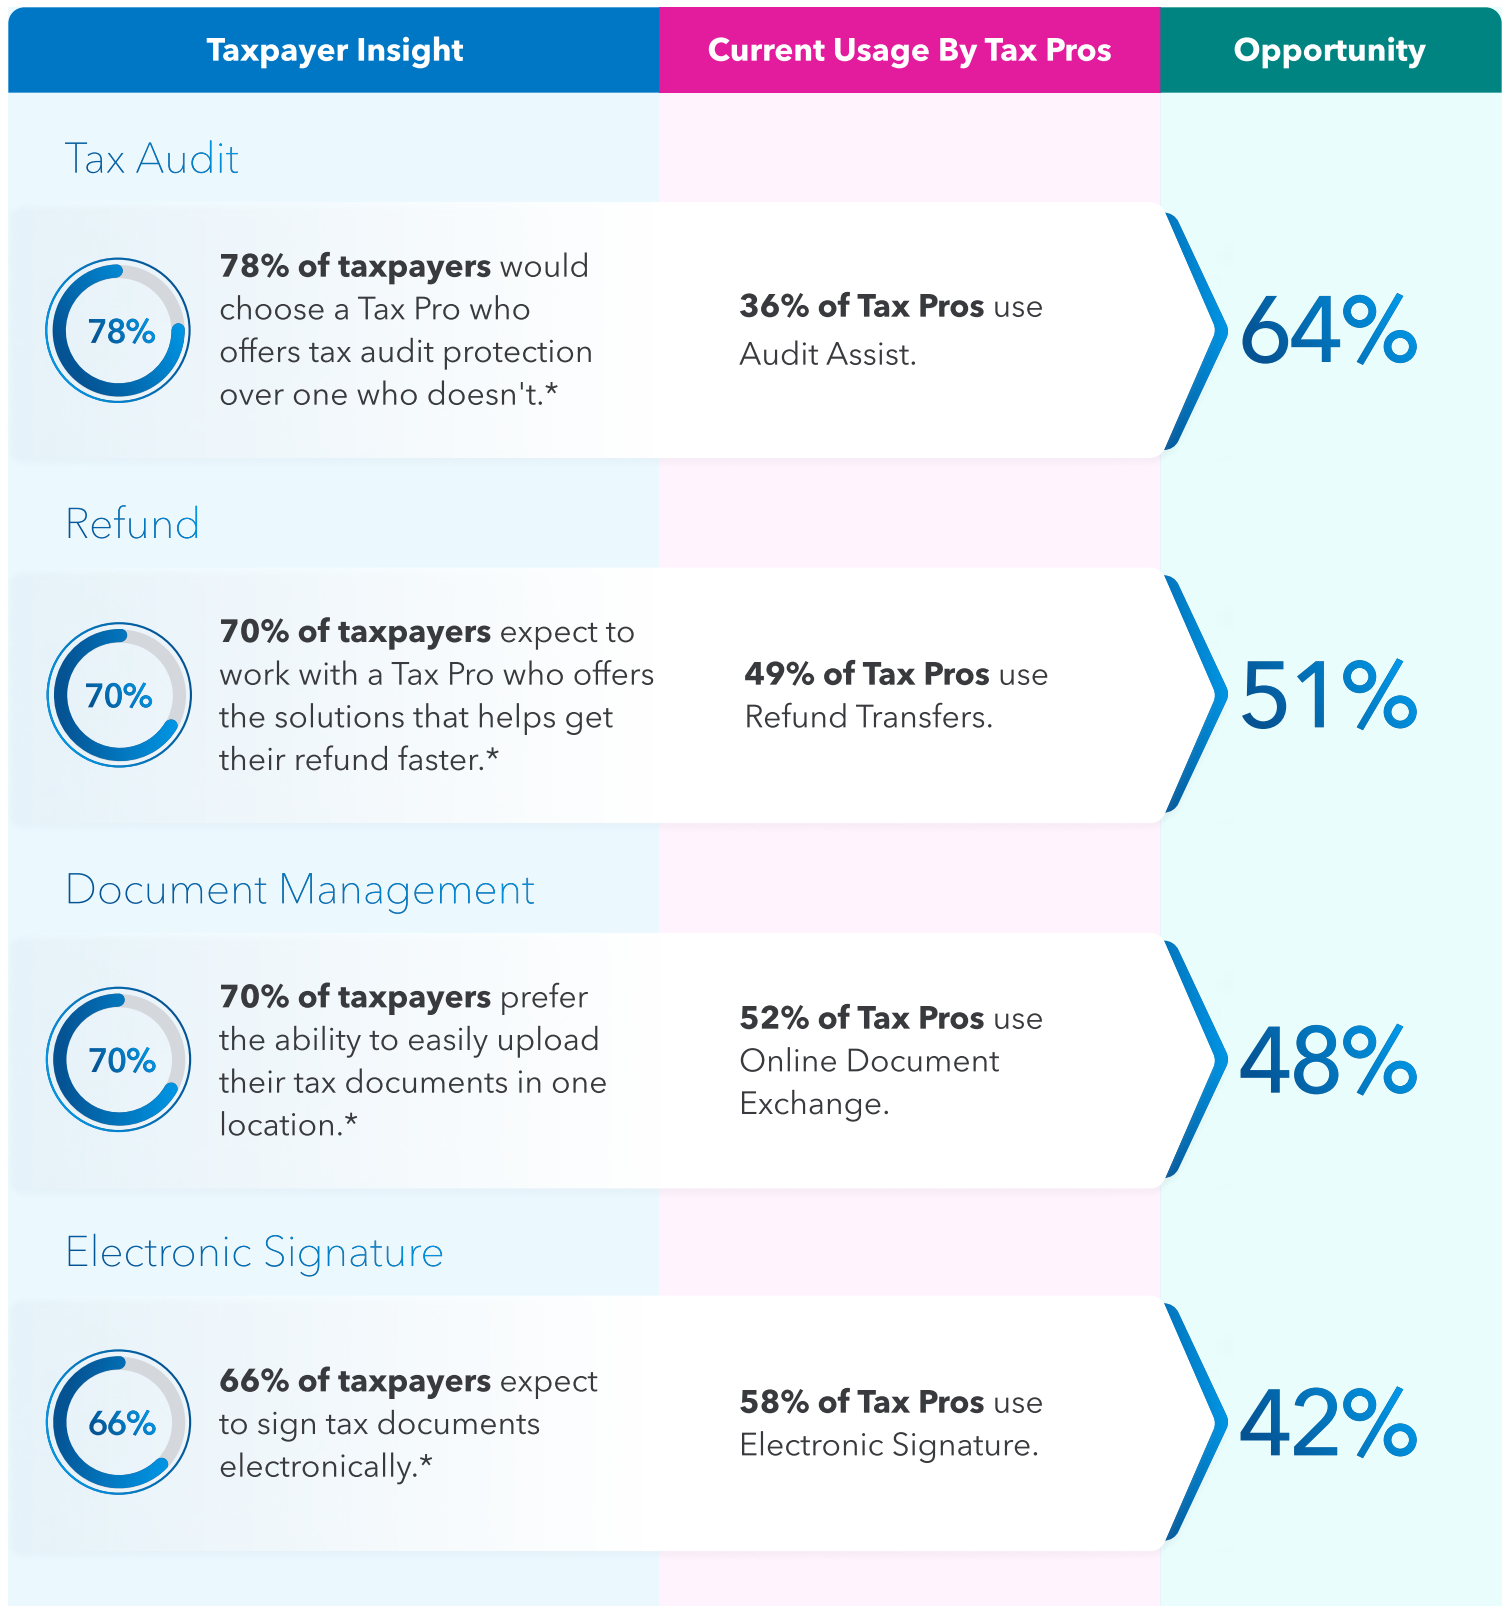 Taxpayer Insight
Current Usage By Tax Pros
Opportunity
Tax Audit
78%
78% of taxpayers would
choose a Tax Pro who
offers tax audit protection
over one who doesn't.*
36% of Tax Pros use
Audit Assist.
64%
Refund
70%
70% of taxpayers expect to
work with a Tax Pro who offers
the solutions that helps get
their refund faster.*
49% of Tax Pros use
Refund Transfers.
51%
Document Management
70%
70% of taxpayers prefer
the ability to easily upload
their tax documents in one
location.*
52% of Tax Pros use
Online Document
Exchange.
48%
Electronic Signature
66%
66% of taxpayers expect
to sign tax documents
electronically.*
58% of Tax Pros use
Electronic Signature.
42%